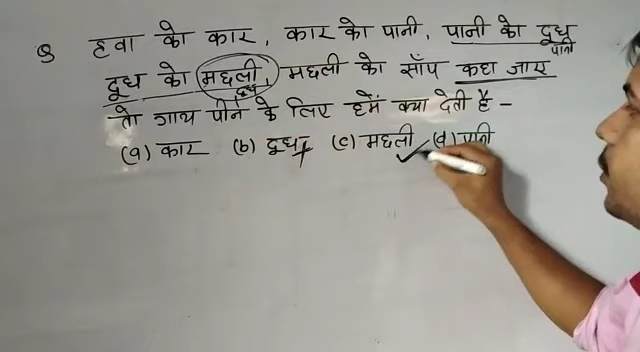 Q हवा को कार, कार को पानी, पानी को दूध
पानी
दूध को मछली, मछली को साँप कहा जाए
दूध
तो गाय पीने के लिए हमें क्या देती है -
(a) कार (b) दूध (c) मछली (d) पानी